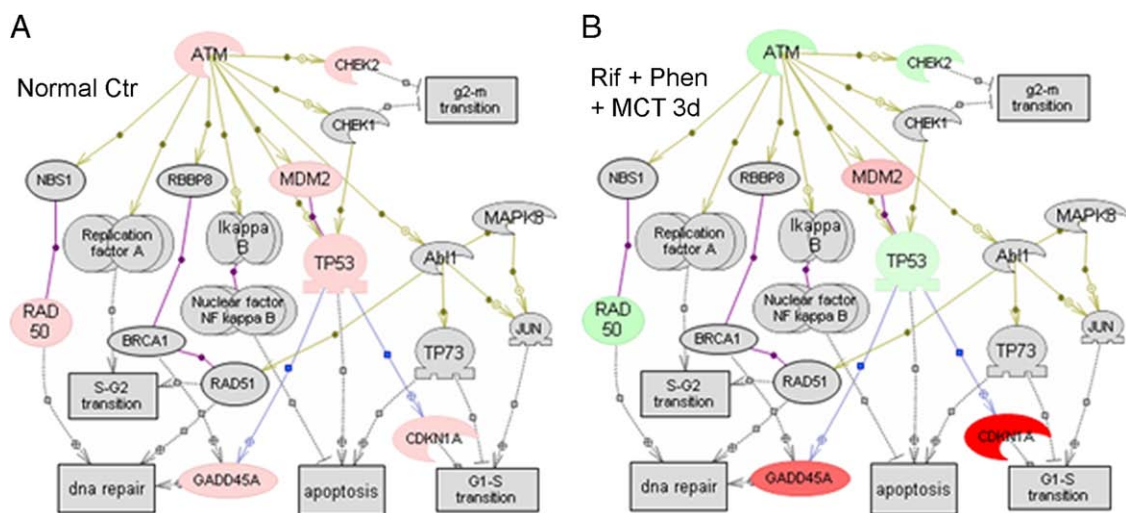 A
Normal Ctr
ATM
CHEK2
g2-m
transition
CHEK1
NBS1
RBBP8
MDM2
MAPK8
Replication
factor A
Ikappa
B
TP53
Abl1
RAD
50
Nuclear factor
NF kappa B
BRCA1
TP73
JUN
S-G2
transition
RAD51
CDKN1A
dna repair
GADD45A
apoptosis
G1-S
transition
B
Rif + Phen
+ MCT 3d
ATM
CHEK2
g2-m
transition
CHEK1
NBS1
RBBP8
MDM2
MAPK8
Replication
factor A
Ikappa
B
TP53
Abl1
RAD
50
Nuclear factor
NF kappa B
BRCA1
TP73
JUN
S-G2
transition
RAD51
CDKN1A
dna repair
GADD45A
apoptosis
G1-S
transition